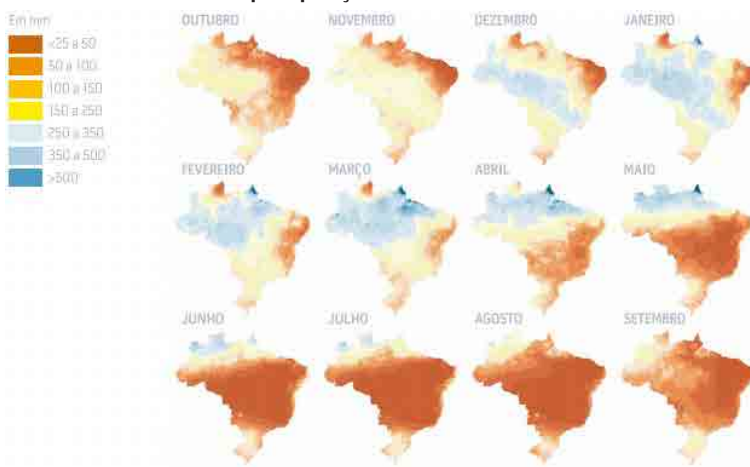 Em mm
<25 a 50
50 a 100
100 a 150
150 a 250
250 a 350
350 a 500
>500
OUTUBRO
NOVEMBRO
DEZEMBRO
JANEIRO
FEVEREIRO
MARÇO
ABRIL
MAIO
JUNHO
JULHO
AGOSTO
SETEMBRO